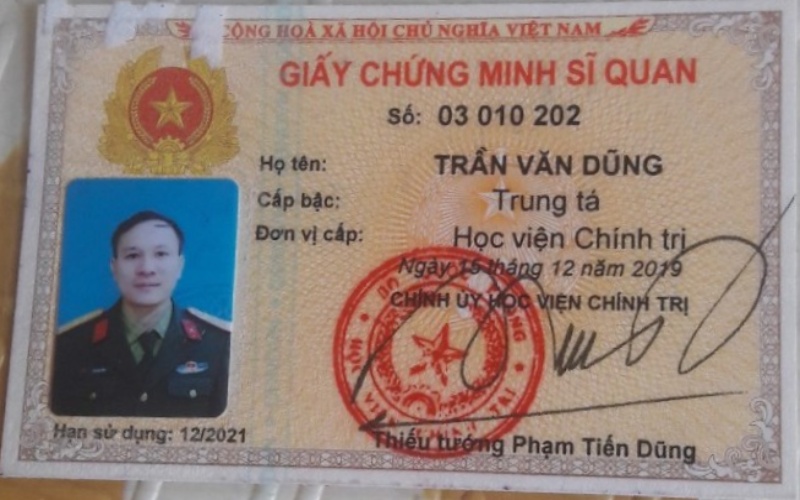 CỘNG HOÀ XÃ HỘI CHỦ NGHĨA VIỆT NAM
GIẤY CHỨNG MINH SĨ QUAN
Số: 03 010 202
Họ tên: TRẦN VĂN DŨNG
Cấp bậc: Trung tá
Đơn vị cấp: Học viện Chính trị
Ngày 15 tháng 12 năm 2019
CHÍNH UỶ HỌC VIỆN CHÍNH TRỊ
Hạn sử dụng: 12/2021
Thiếu tướng Phạm Tiến Dũng